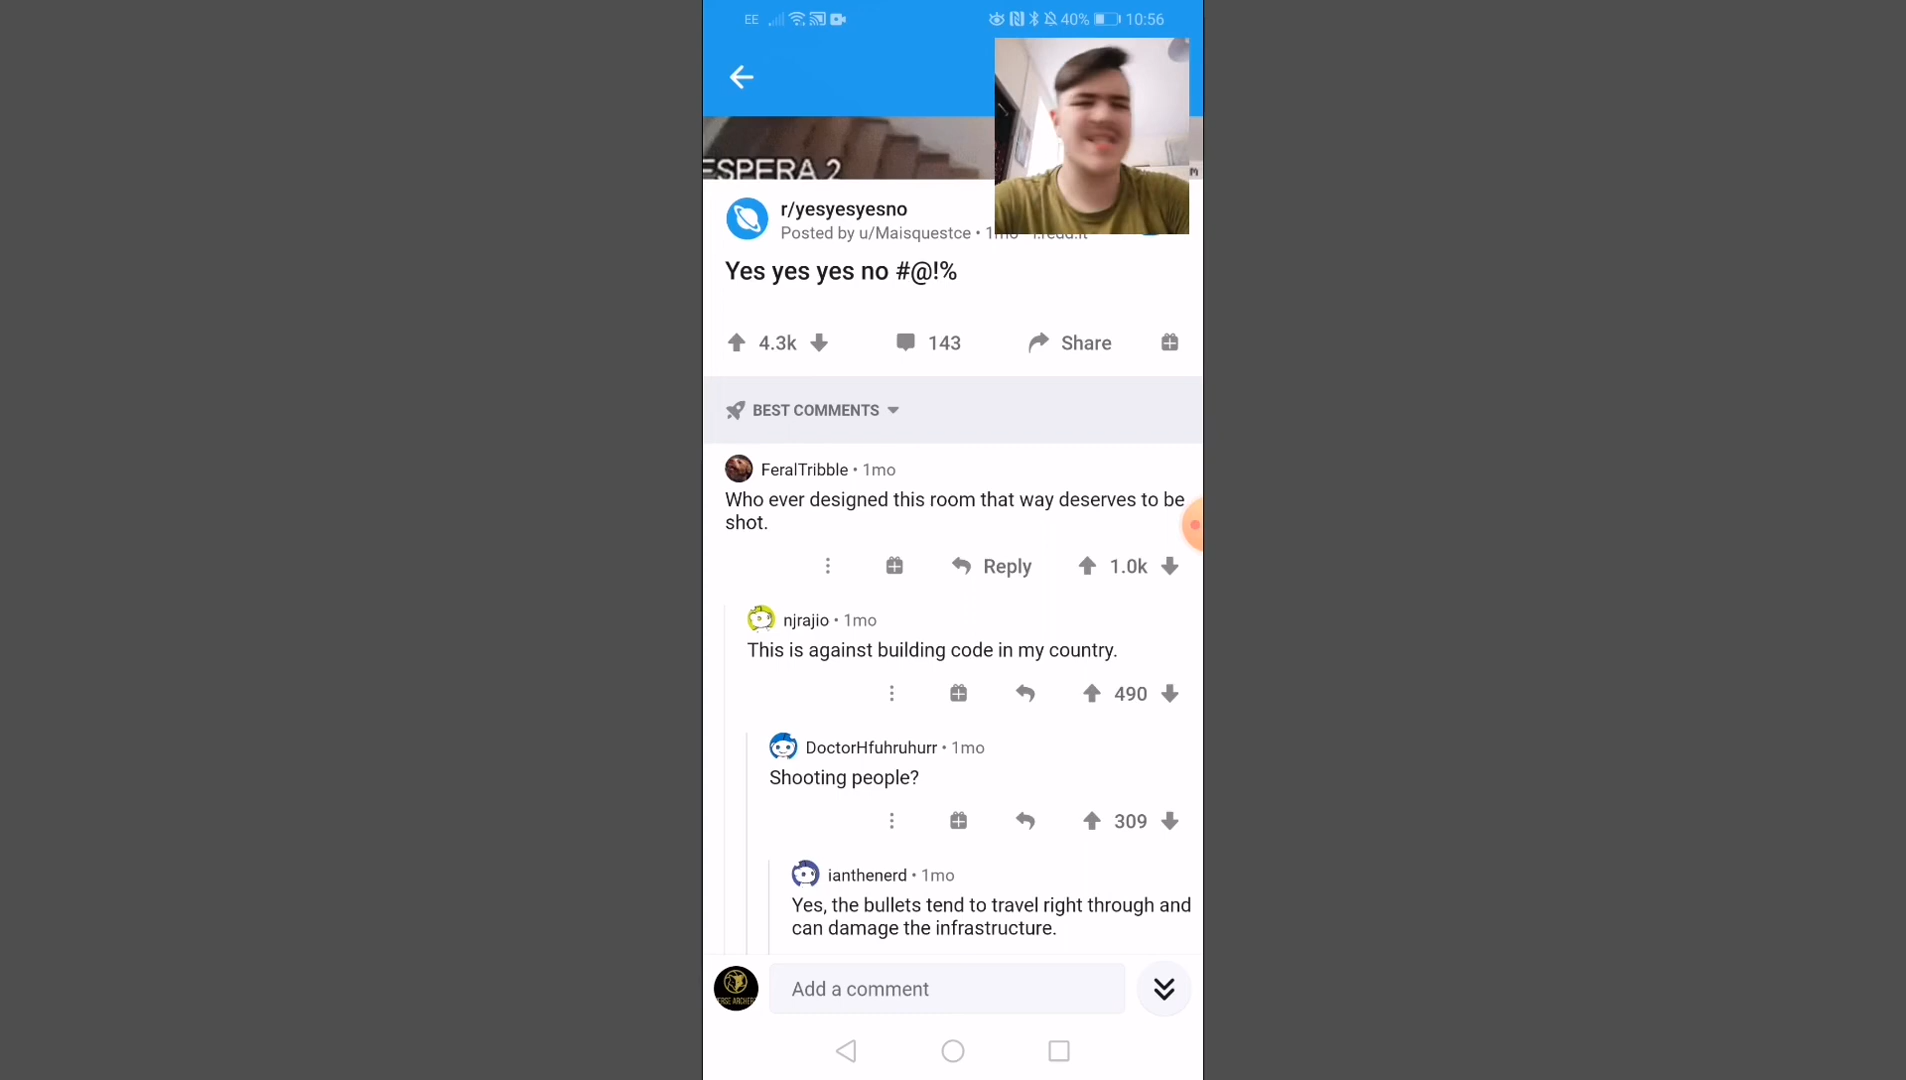 EE
40% 10:56
ESPERA 2
r/yesyesyesno
Posted by u/Maisquestce • 1mo
Yes yes yes no #@!%
4.3k 143 Share
BEST COMMENTS
FeralTribble • 1mo
Who ever designed this room that way deserves to be
shot.
Reply 1.0k
njrajio • 1mo
This is against building code in my country.
490
DoctorHfuhruhurr • 1mo
Shooting people?
309
ianthenerd • 1mo
Yes, the bullets tend to travel right through and
can damage the infrastructure.
Add a comment